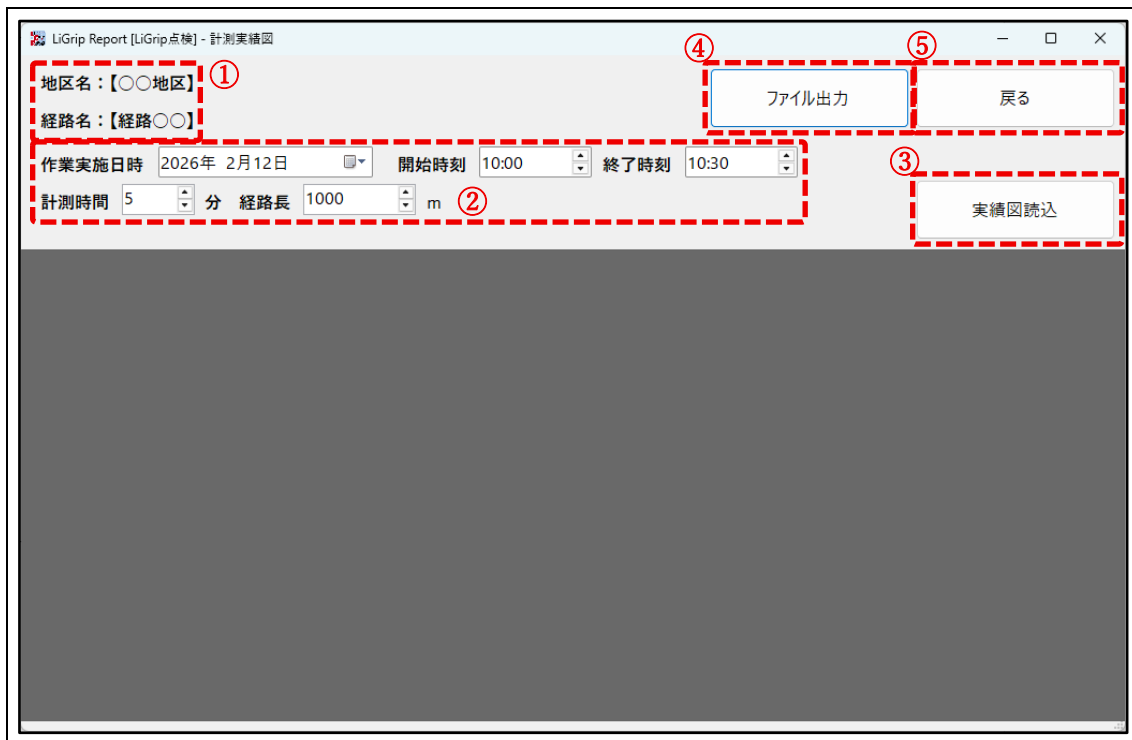 LiGrip Report [LiGrip点検] - 計測実績図
地区名：【○○地区】 ①
経路名：【経路○○】
④ ファイル出力
⑤ 戻る
作業実施日時 2026年 2月12日 開始時刻 10:00 終了時刻 10:30
計測時間 5 分 経路長 1000 m ②
③ 実績図読込